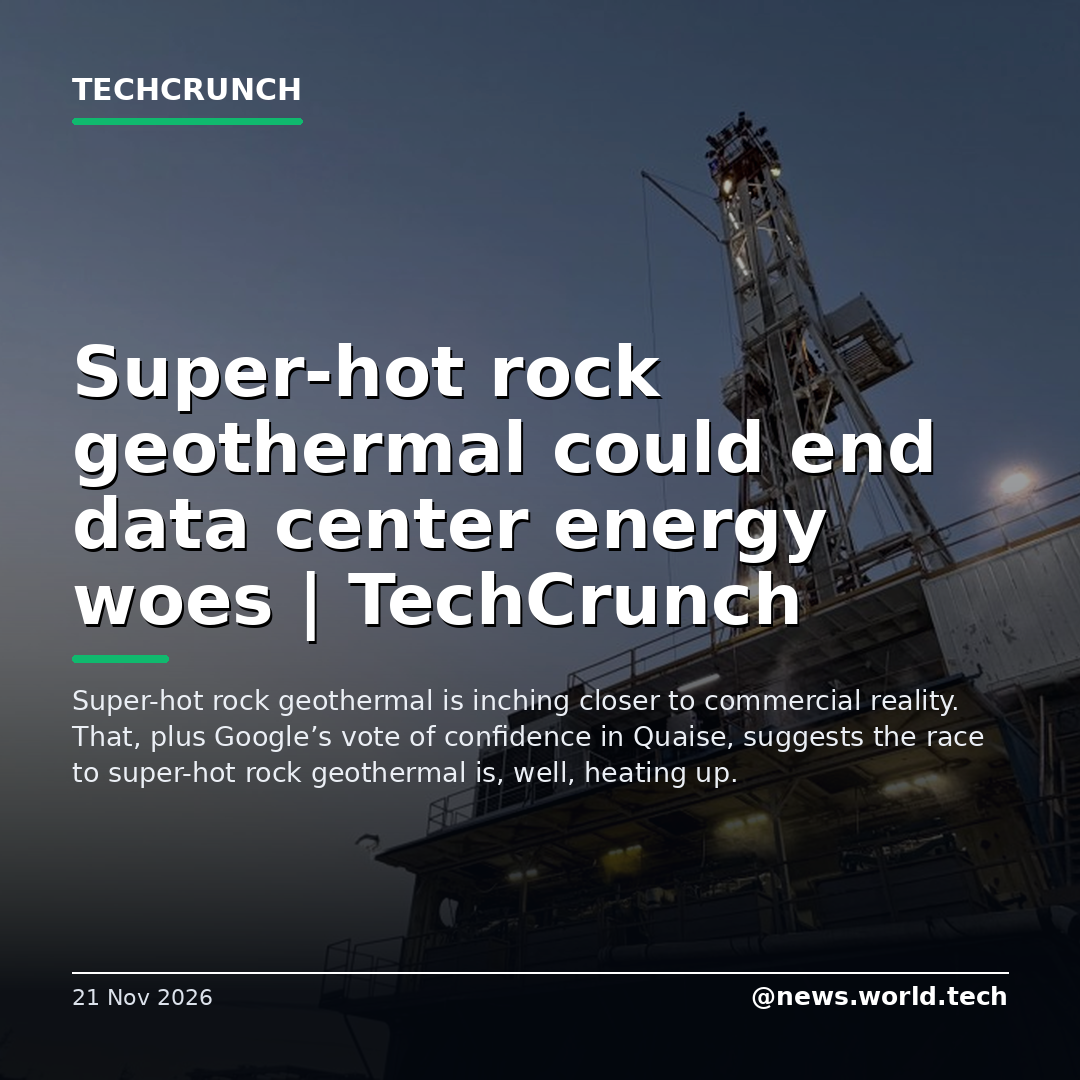 TECHCRUNCH
Super-hot rock
geothermal could end
data center energy
woes | TechCrunch
Super-hot rock geothermal is inching closer to commercial reality.
That, plus Google’s vote of confidence in Quaise, suggests the race
to super-hot rock geothermal is, well, heating up.
21 Nov 2026
@news.world.tech